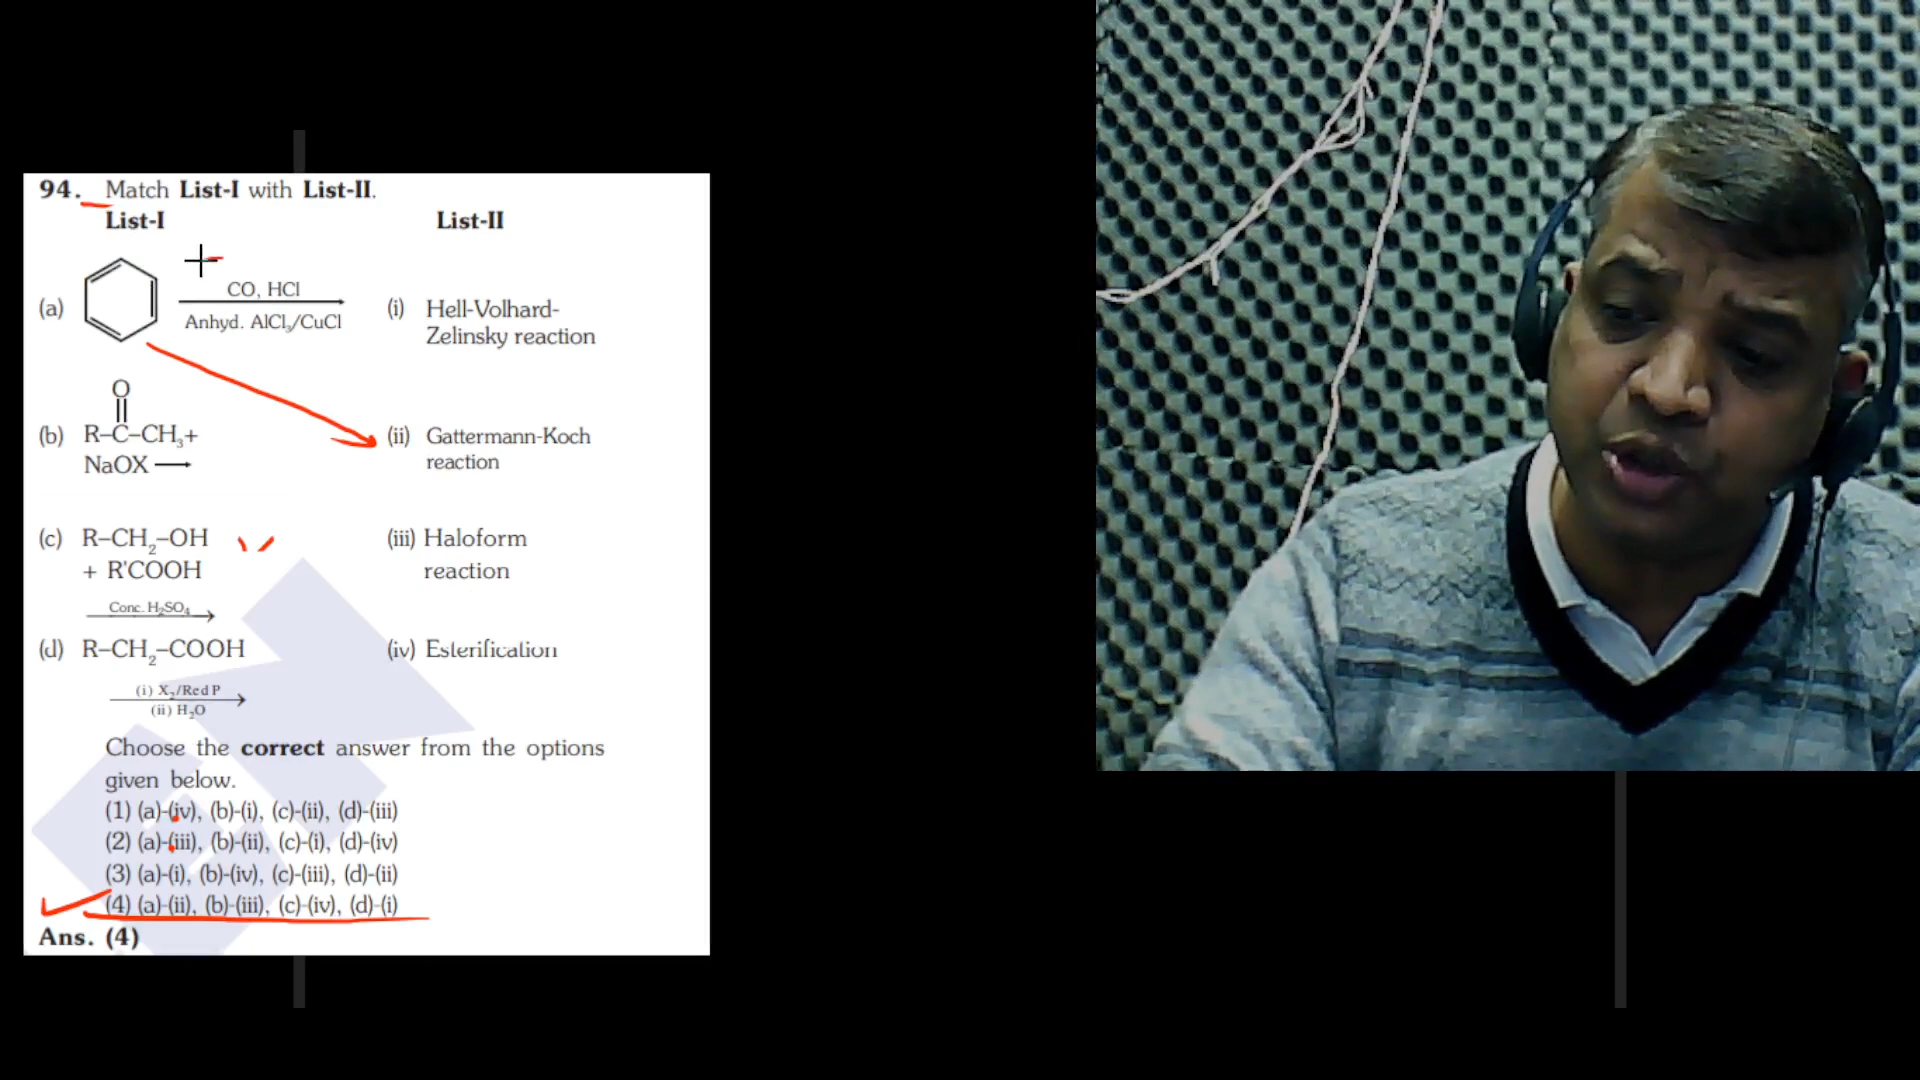 94. Match List-I with List-II.
List-I List-II
(a) CO, HCl
Anhyd. AlCl₃/CuCl
(i) Hell-Volhard-
Zelinsky reaction
(b) O
R–C–CH₃+
NaOX ⟶
(ii) Gattermann-Koch
reaction
(c) R–CH₂–OH
+ R'COOH
Conc. H₂SO₄
(iii) Haloform
reaction
(d) R–CH₂–COOH
(i) X₂/Red P
(ii) H₂O
(iv) Esterification
Choose the correct answer from the options
given below.
(1) (a)-(iv), (b)-(i), (c)-(ii), (d)-(iii)
(2) (a)-(iii), (b)-(ii), (c)-(i), (d)-(iv)
(3) (a)-(i), (b)-(iv), (c)-(iii), (d)-(ii)
(4) (a)-(ii), (b)-(iii), (c)-(iv), (d)-(i)
Ans. (4)